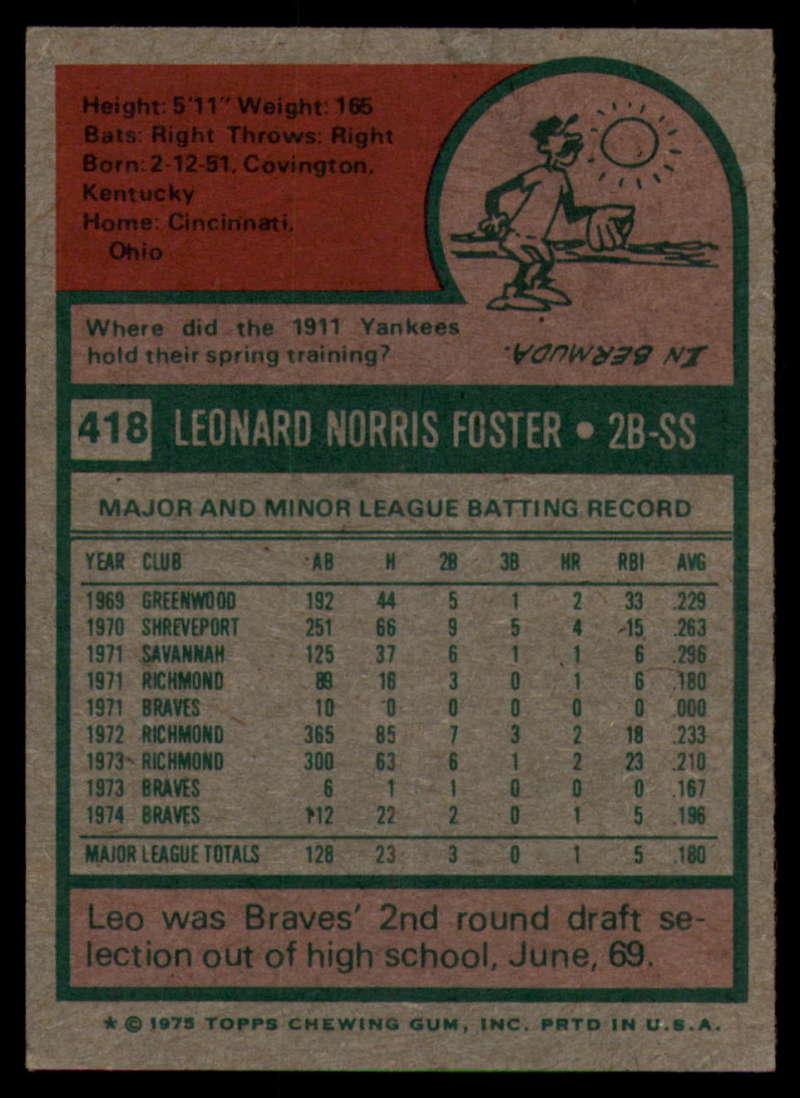 Height: 5'11" Weight: 165
Bats: Right Throws: Right
Born: 2-12-51, Covington,
Kentucky
Home: Cincinnati,
Ohio
Where did the 1911 Yankees
hold their spring training?
IN BERMUDA.
418 LEONARD NORRIS FOSTER • 2B-SS
MAJOR AND MINOR LEAGUE BATTING RECORD
YEAR CLUB AB H 2B 3B HR RBI AVG
1969 GREENWOOD 192 44 5 1 2 33 .229
1970 SHREVEPORT 251 66 9 5 4 15 .263
1971 SAVANNAH 125 37 6 1 1 6 .296
1971 RICHMOND 89 16 3 0 1 6 .180
1971 BRAVES 10 0 0 0 0 0 .000
1972 RICHMOND 365 85 7 3 2 18 .233
1973 RICHMOND 300 63 6 1 2 23 .210
1973 BRAVES 6 1 1 0 0 0 .167
1974 BRAVES 112 22 2 0 1 5 .196
MAJOR LEAGUE TOTALS 128 23 3 0 1 5 .180
Leo was Braves' 2nd round draft se-
lection out of high school, June, 69.
* © 1975 TOPPS CHEWING GUM, INC. PRTD IN U.S.A.